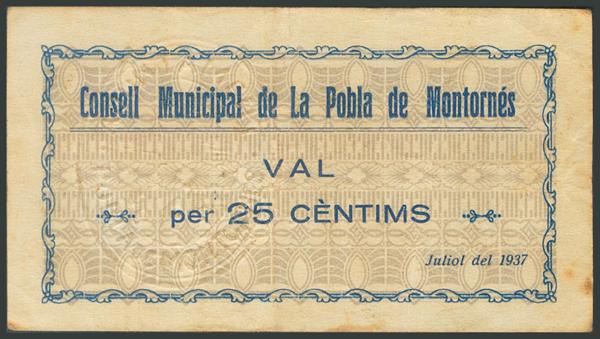 Consell Municipal de La Pobla de Montornés
VAL
per 25 CÈNTIMS
Juliol del 1937